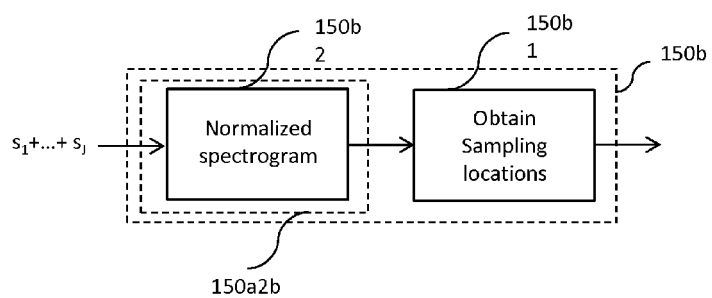 150b
2
150b
1
150b
s1+...+ sJ
Normalized
spectrogram
Obtain
Sampling
locations
150a2b